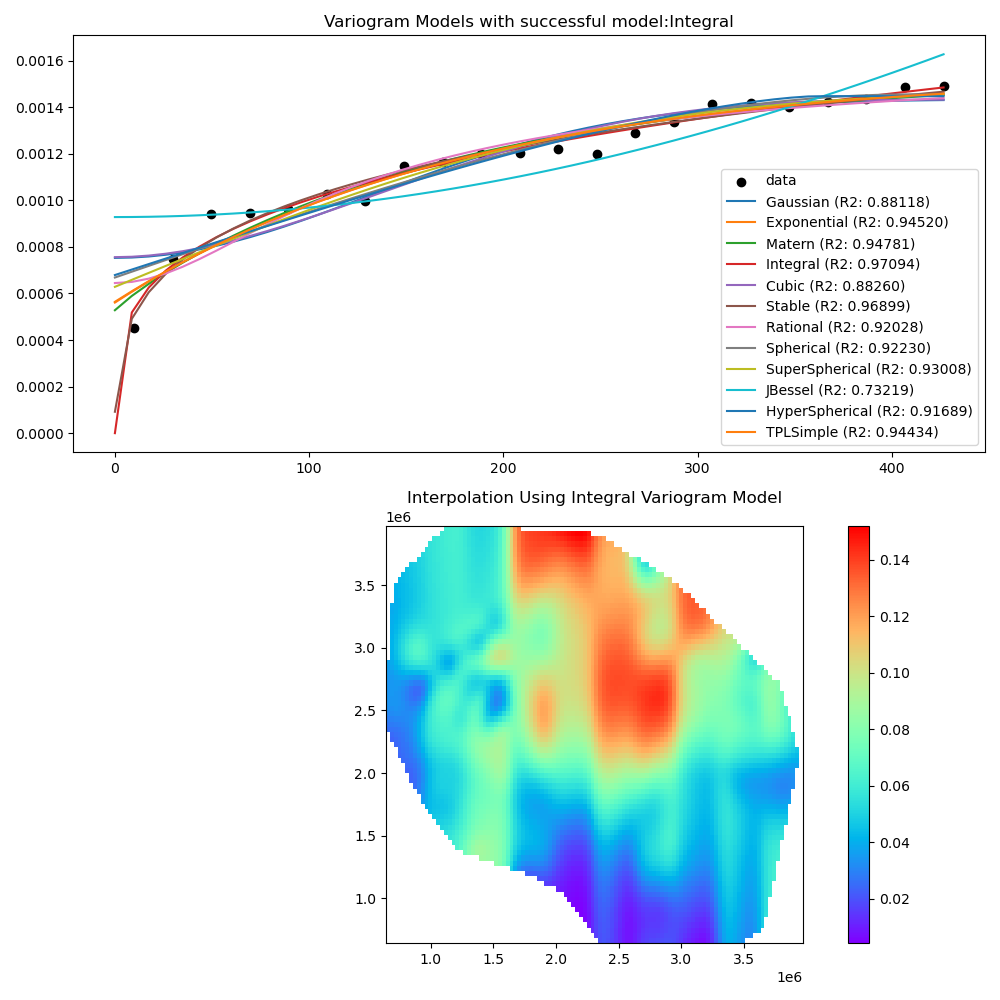 Variogram Models with successful model:Integral
0.0016
0.0014
0.0012
0.0010
0.0008
0.0006
0.0004
0.0002
0.0000
data
Gaussian (R2: 0.88118)
Exponential (R2: 0.94520)
Matern (R2: 0.94781)
Integral (R2: 0.97094)
Cubic (R2: 0.88260)
Stable (R2: 0.96899)
Rational (R2: 0.92028)
Spherical (R2: 0.92230)
SuperSpherical (R2: 0.93008)
JBessel (R2: 0.73219)
HyperSpherical (R2: 0.91689)
TPLSimple (R2: 0.94434)
0 100 200 300 400
Interpolation Using Integral Variogram Model
1e6
3.5
3.0
2.5
2.0
1.5
1.0
1.0 1.5 2.0 2.5 3.0 3.5
1e6
0.14
0.12
0.10
0.08
0.06
0.04
0.02